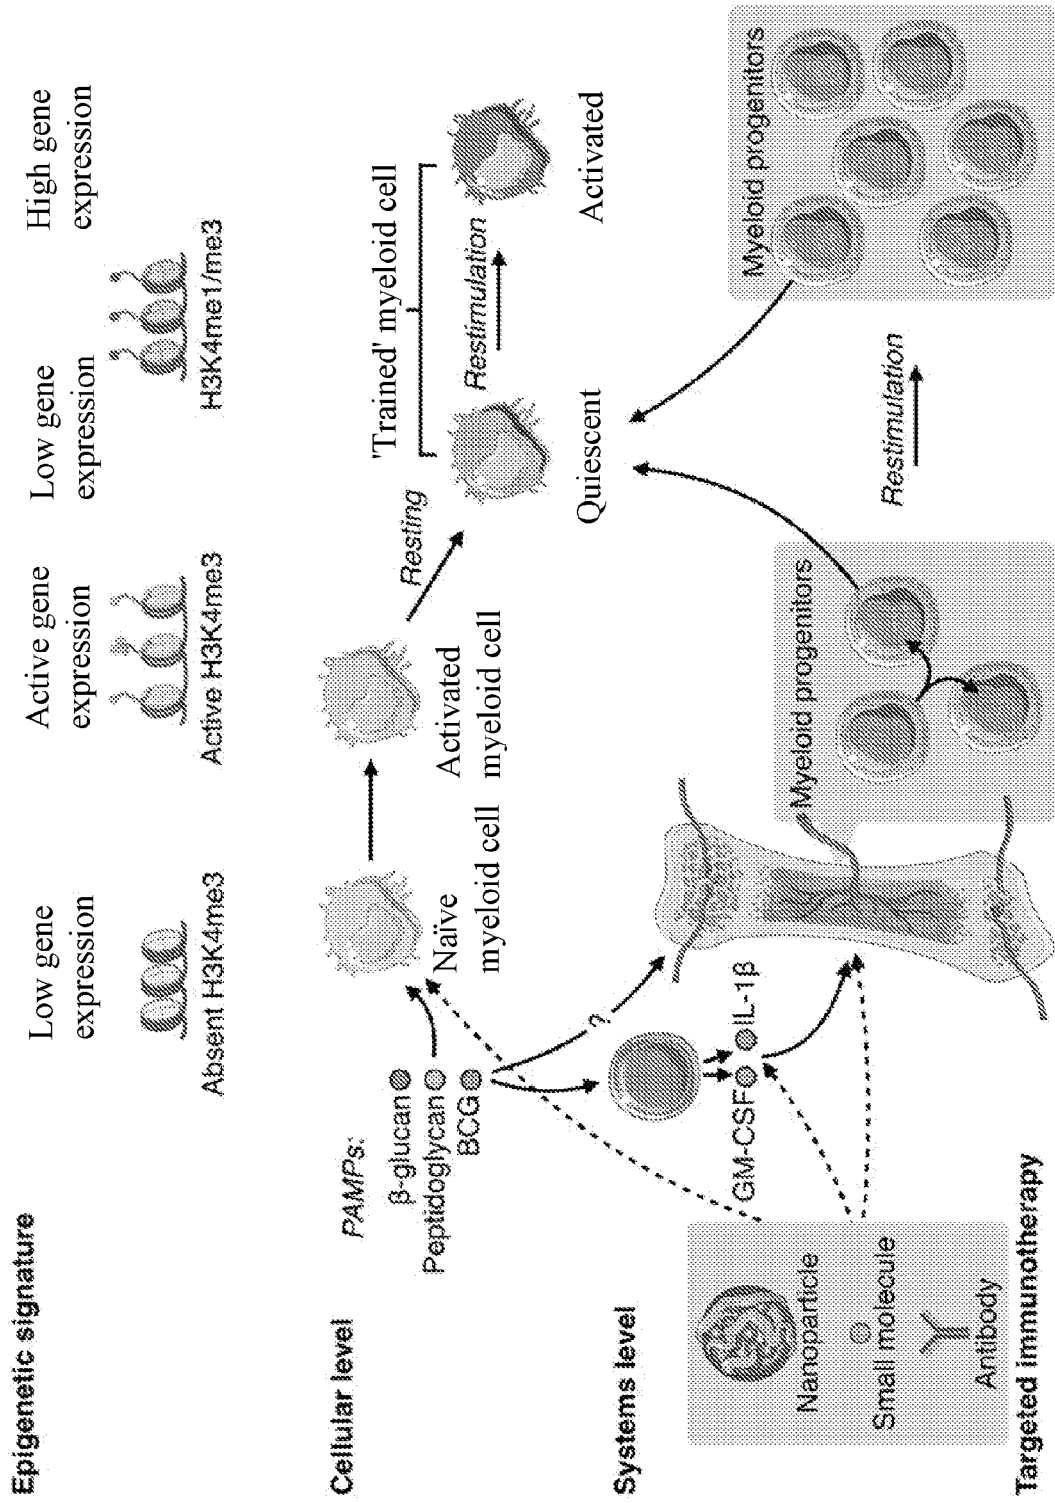 Epigenetic signature
Low gene
expression
Active gene
expression
Low gene
expression
High gene
expression
Absent H3K4me3
Active H3K4me3
H3K4me1/me3
Cellular level
PAMPs:
β-glucan
Peptidoglycan
BCG
Naïve
myeloid cell
Activated
myeloid cell
Resting
'Trained' myeloid cell
Restimulation
Quiescent
Activated
Systems level
?
GM-CSF
IL-1β
Myeloid progenitors
Restimulation
Myeloid progenitors
Nanoparticle
Small molecule
Antibody
Targeted immunotherapy